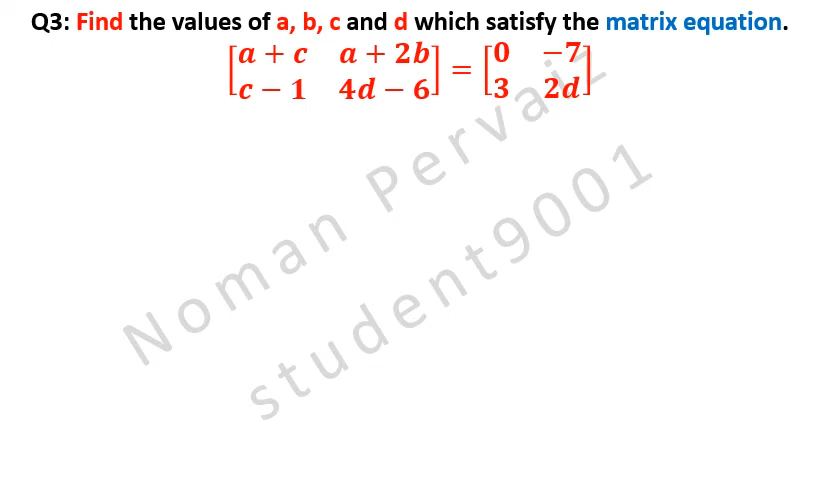 Q3: Find the values of a, b, c and d which satisfy the matrix equation.
[a + c a + 2b] = [0 −7]
[c − 1 4d − 6] [3 2d]
Noman Pervaiz
student9001